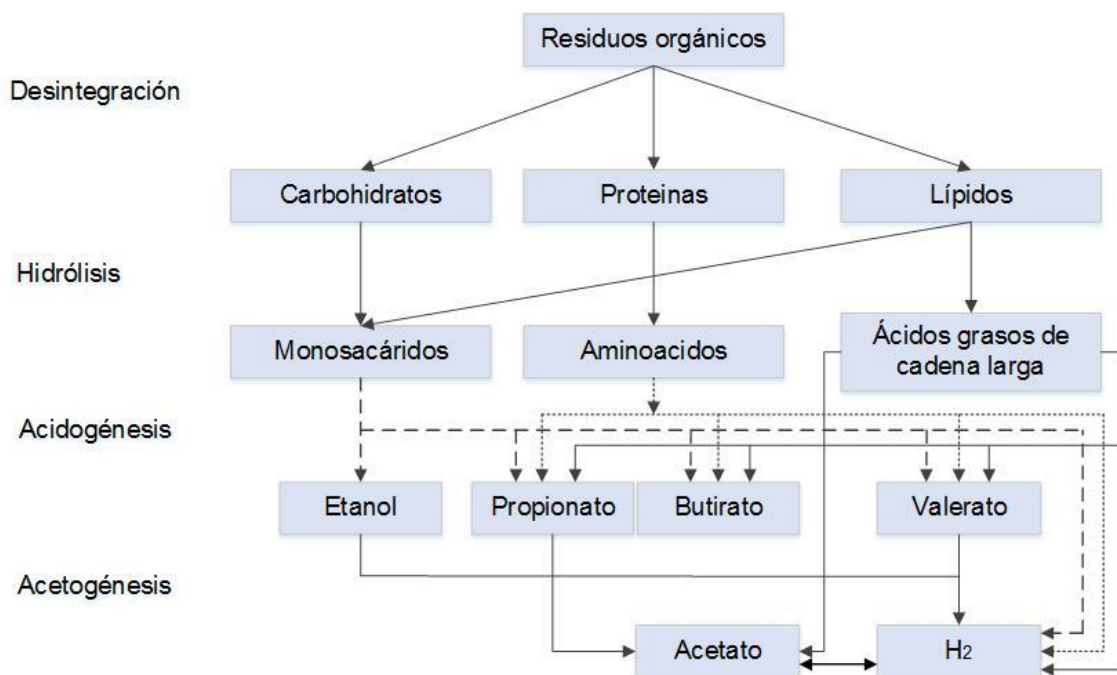 Residuos orgánicos
Desintegración
Carbohidratos
Proteinas
Lípidos
Hidrólisis
Monosacáridos
Aminoacidos
Ácidos grasos de
cadena larga
Acidogénesis
Etanol
Propionato
Butirato
Valerato
Acetogénesis
Acetato
H2